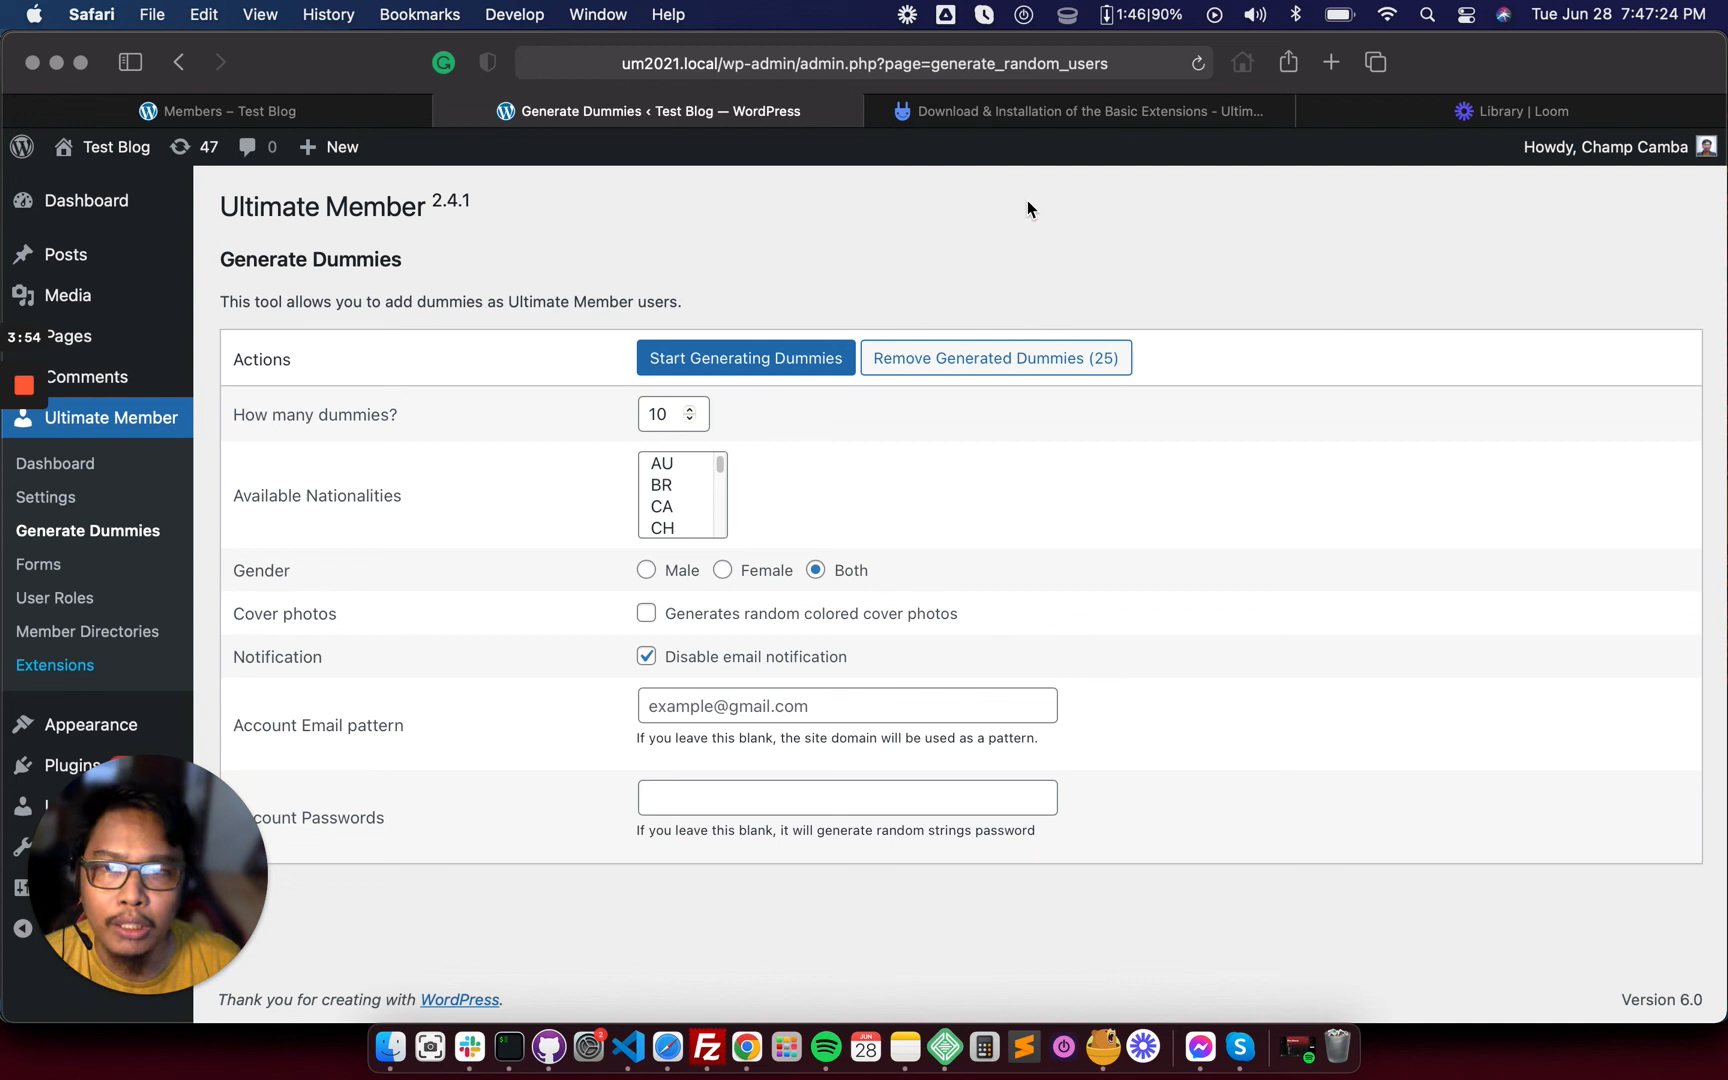 Safari File Edit View History Bookmarks Develop Window Help 1:46|90% Tue Jun 28 7:47:24 PM
um2021.local/wp-admin/admin.php?page=generate_random_users
Members – Test Blog
Generate Dummies ‹ Test Blog — WordPress
Download & Installation of the Basic Extensions - Ultim...
Library | Loom
Test Blog 47 0 New Howdy, Champ Camba
Dashboard
Posts
Media
3:54 Pages
Comments
Ultimate Member
Dashboard
Settings
Generate Dummies
Forms
User Roles
Member Directories
Extensions
Appearance
Plugins
Ultimate Member 2.4.1
Generate Dummies
This tool allows you to add dummies as Ultimate Member users.
Actions Start Generating Dummies Remove Generated Dummies (25)
How many dummies? 10
Available Nationalities
AU
BR
CA
CH
Gender Male Female Both
Cover photos Generates random colored cover photos
Notification Disable email notification
Account Email pattern example@gmail.com
If you leave this blank, the site domain will be used as a pattern.
count Passwords
If you leave this blank, it will generate random strings password
Thank you for creating with WordPress.
Version 6.0
2
JUN
28